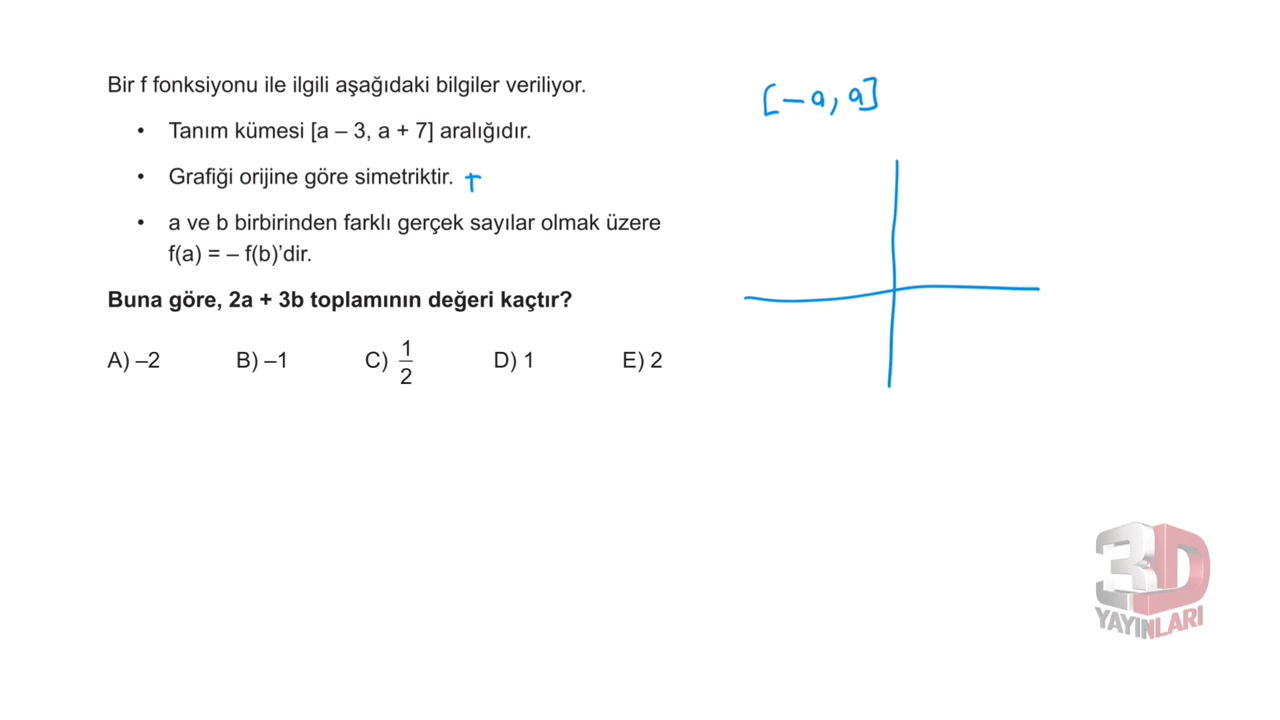 Bir f fonksiyonu ile ilgili aşağıdaki bilgiler veriliyor.
• Tanım kümesi [a – 3, a + 7] aralığıdır.
• Grafiği orijine göre simetriktir. T
• a ve b birbirinden farklı gerçek sayılar olmak üzere
f(a) = – f(b)'dir.
Buna göre, 2a + 3b toplamının değeri kaçtır?
A) –2 B) –1 C) 1/2 D) 1 E) 2
[-a, a]
3D
YAYINLARI